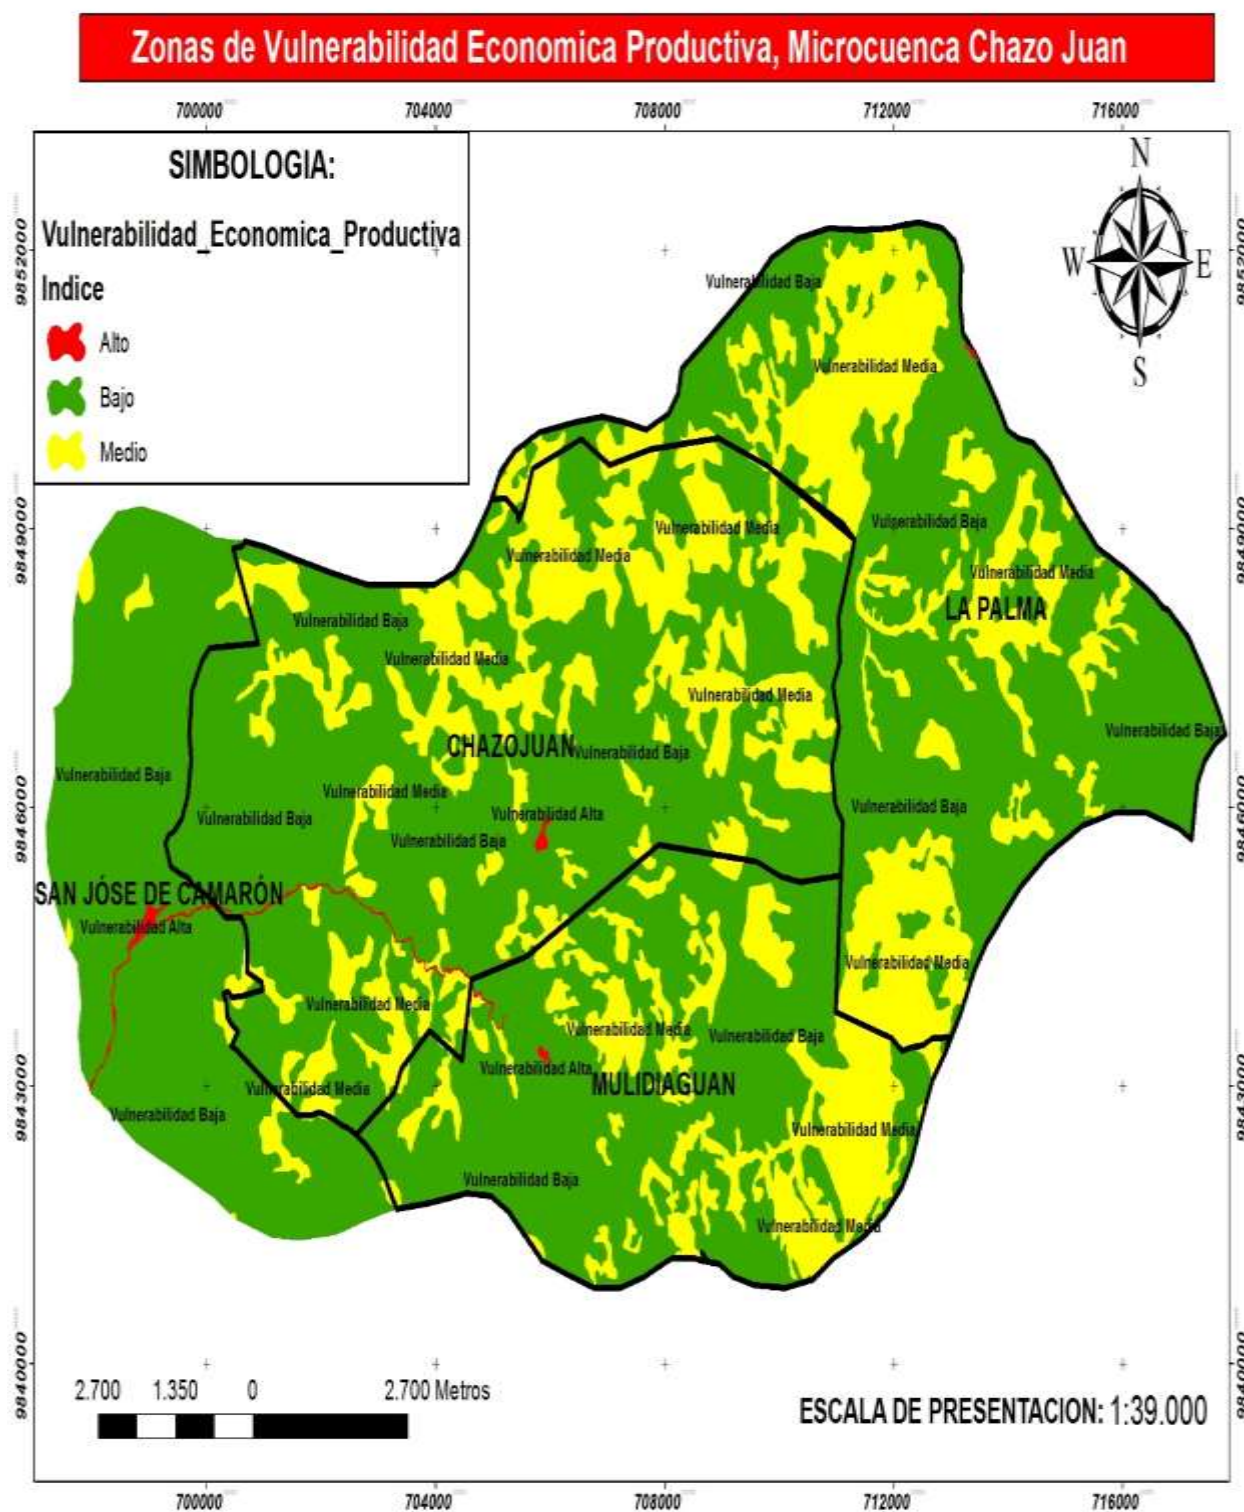 Zonas de Vulnerabilidad Economica Productiva, Microcuenca Chazo Juan
700000 704000 708000 712000 716000
SIMBOLOGIA:
Vulnerabilidad_Economica_Productiva
Indice
Alto
Bajo
Medio
N
W E
S
9852000 9852000
9849000 9849000
9846000 9846000
9843000 9843000
9840000 9840000
Vulnerabilidad Baja
Vulnerabilidad Media
Vulnerabilidad Baja
Vulnerabilidad Media
Vulnerabilidad Media
Vulnerabilidad Media
LA PALMA
Vulnerabilidad Baja
Vulnerabilidad Media
Vulnerabilidad Media
Vulnerabilidad Baja
CHAZOJUAN
Vulnerabilidad Baja
Vulnerabilidad Baja
Vulnerabilidad Media
Vulnerabilidad Baja
Vulnerabilidad Baja
Vulnerabilidad Alta
Vulnerabilidad Baja
SAN JÓSE DE CAMARÓN
Vulnerabilidad Alta
Vulnerabilidad Media
Vulnerabilidad Media
Vulnerabilidad Media
Vulnerabilidad Baja
Vulnerabilidad Alta
MULIDIAGUAN
Vulnerabilidad Media
Vulnerabilidad Baja
Vulnerabilidad Media
Vulnerabilidad Baja
Vulnerabilidad Media
2.700 1.350 0 2.700 Metros
ESCALA DE PRESENTACION: 1:39.000
700000 704000 708000 712000 716000